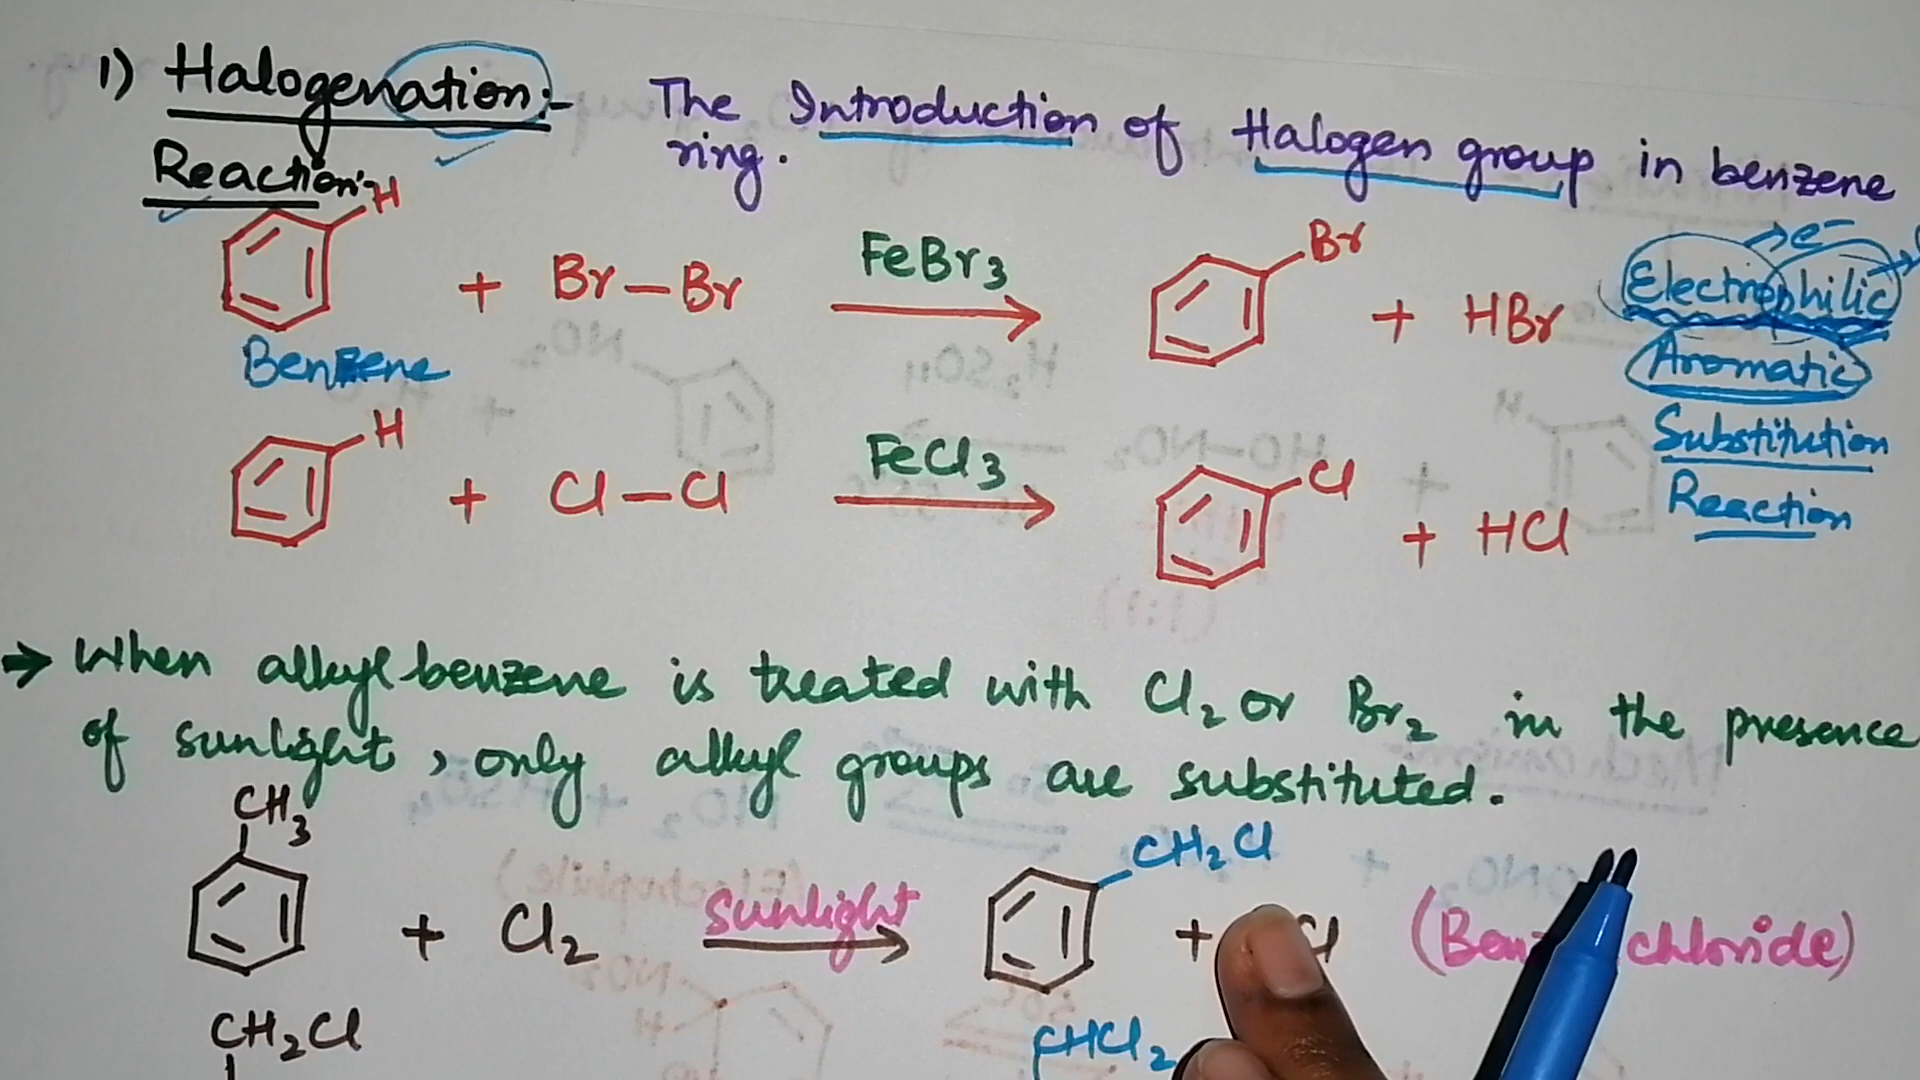 1) Halogenation:- The Introduction of Halogen group in benzene
Reaction:- ring.
H
+ Br-Br FeBr3 Br + HBr
Benzene
e-
Electrophilic
Aromatic
Substitution
Reaction
H
+ Cl-Cl FeCl3 Cl + HCl
→ When alkyl benzene is treated with Cl2 or Br2 in the presence
of sunlight, only alkyl groups are substituted.
CH3
+ Cl2 sunlight CH2Cl + Cl ( chloride)
CH2Cl CHCl2